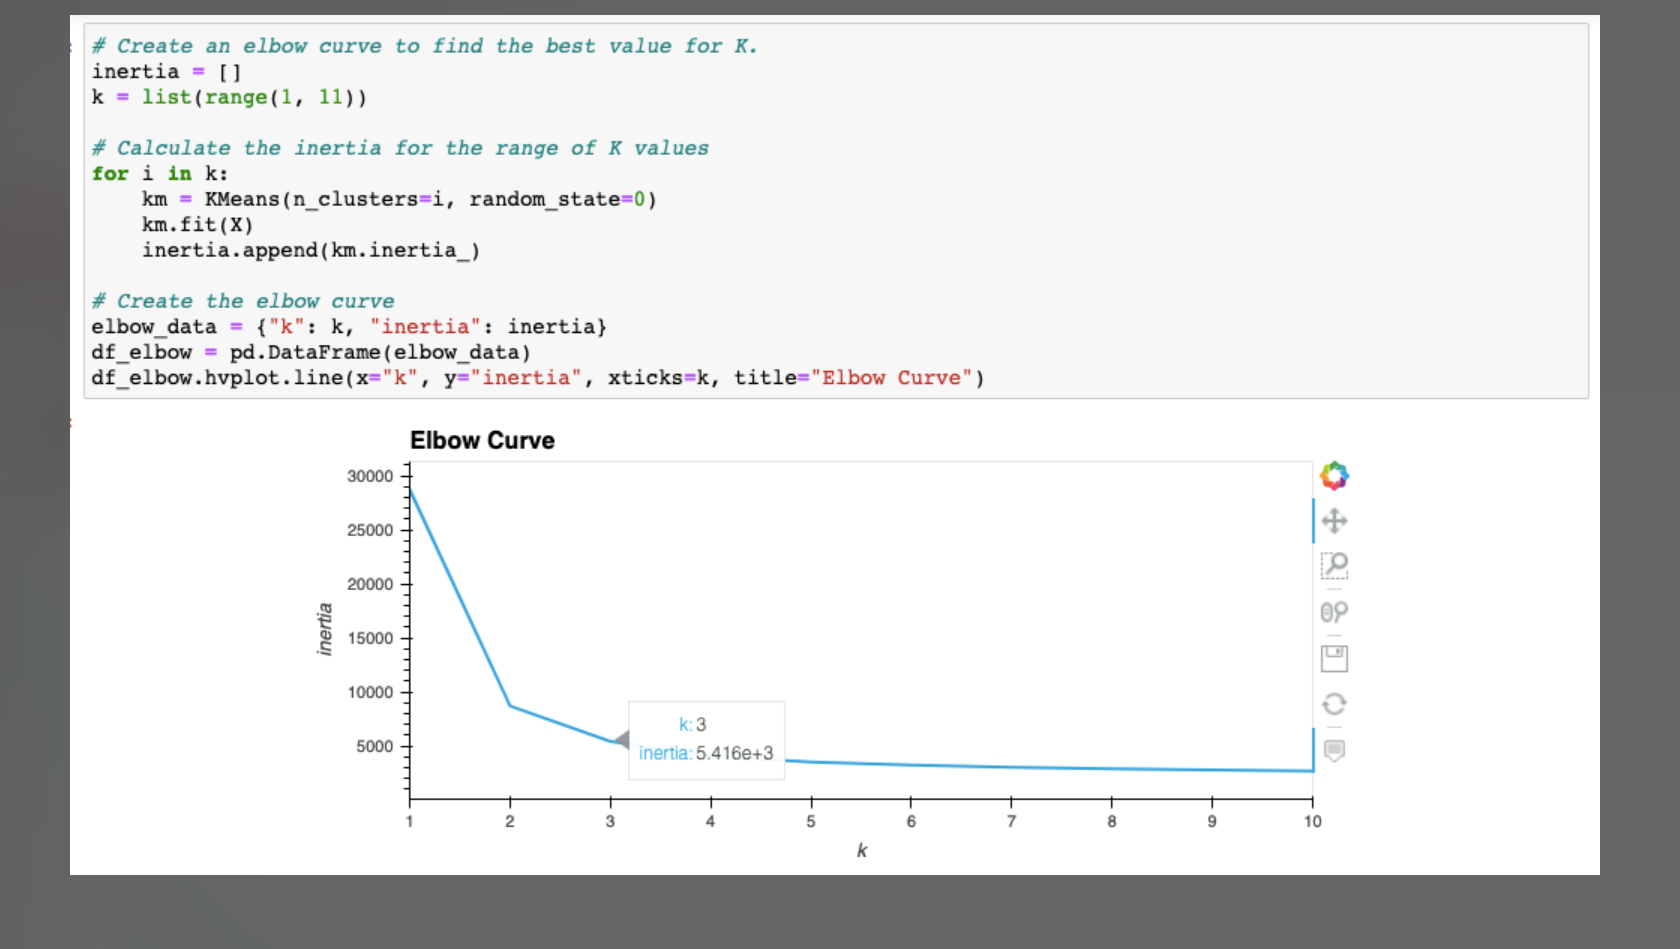 # Create an elbow curve to find the best value for K.
inertia = []
k = list(range(1, 11))
# Calculate the inertia for the range of K values
for i in k:
    km = KMeans(n_clusters=i, random_state=0)
    km.fit(X)
    inertia.append(km.inertia_)
# Create the elbow curve
elbow_data = {"k": k, "inertia": inertia}
df_elbow = pd.DataFrame(elbow_data)
df_elbow.hvplot.line(x="k", y="inertia", xticks=k, title="Elbow Curve")
Elbow Curve
30000
25000
20000
15000
10000
5000
inertia
k: 3
inertia: 5.416e+3
1 2 3 4 5 6 7 8 9 10
k